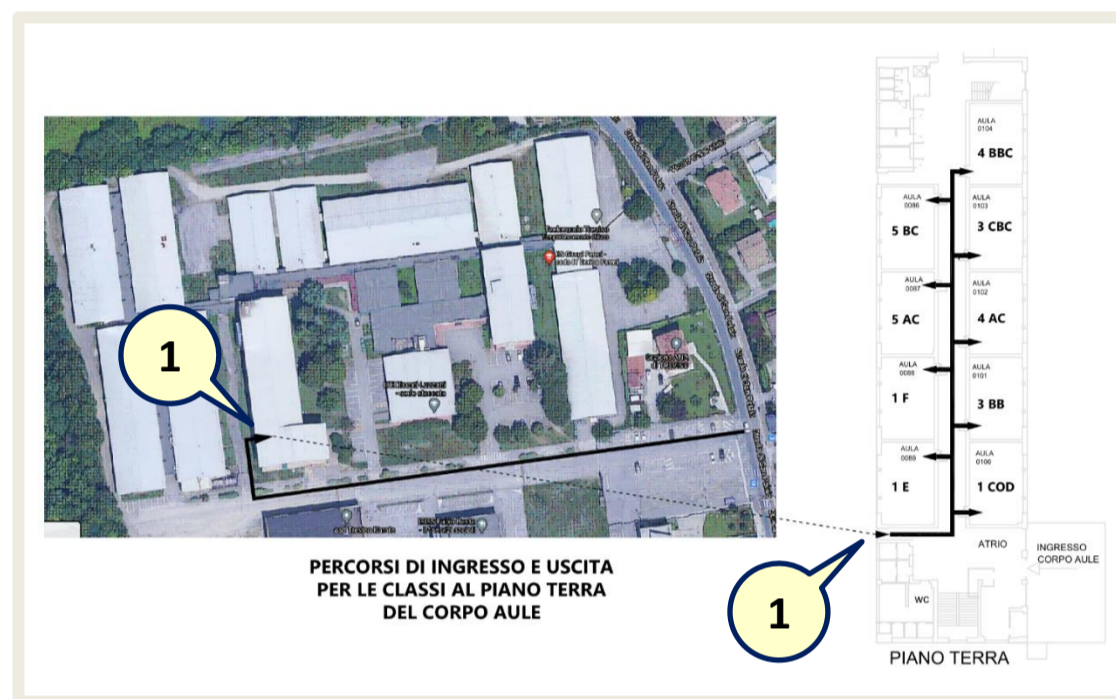 AULA
0104
4 BBC
AULA
0086
5 BC
AULA
0103
3 CBC
AULA
0087
5 AC
AULA
0102
4 AC
AULA
0088
1 F
AULA
0101
3 BB
AULA
0089
1 E
AULA
0106
1 COD
ATRIO
INGRESSO
CORPO AULE
WC
PIANO TERRA
1
1
PERCORSI DI INGRESSO E USCITA
PER LE CLASSI AL PIANO TERRA
DEL CORPO AULE